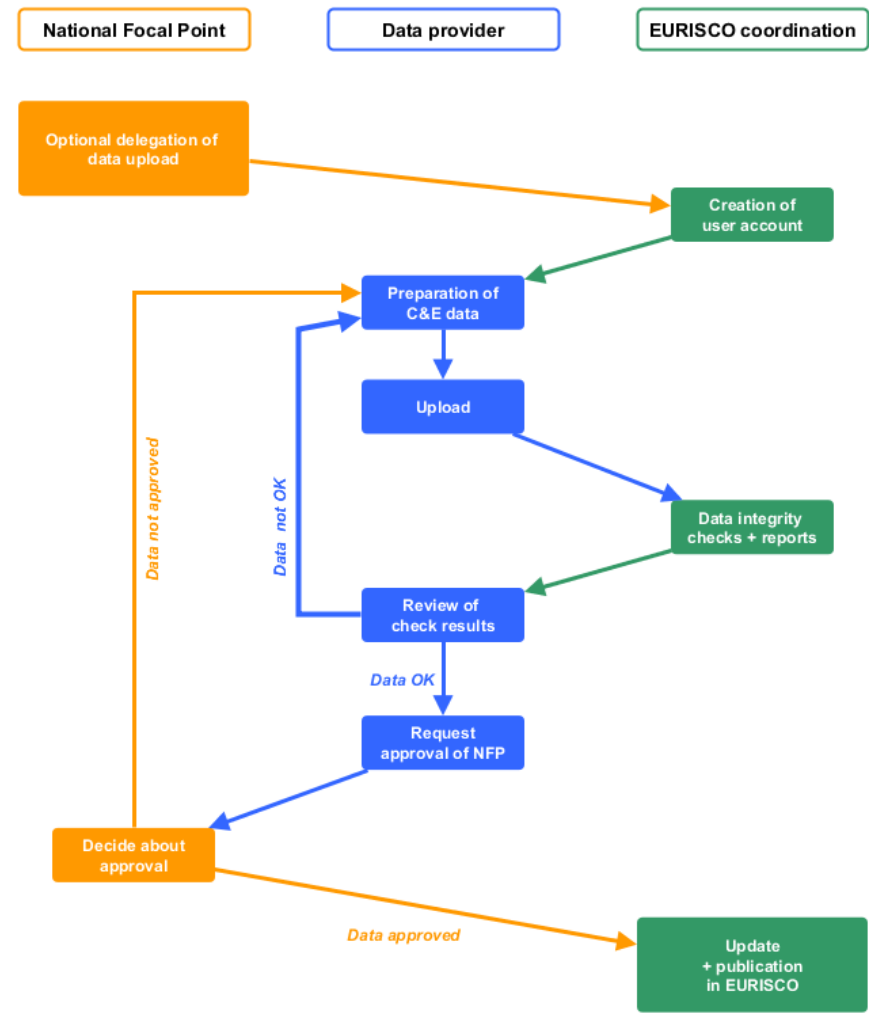 National Focal Point
Data provider
EURISCO coordination
Optional delegation of
data upload
Creation of
user account
Preparation of
C&E data
Upload
Data not approved
Data not OK
Data integrity
checks + reports
Review of
check results
Data OK
Request
approval of NFP
Decide about
approval
Data approved
Update
+ publication
in EURISCO